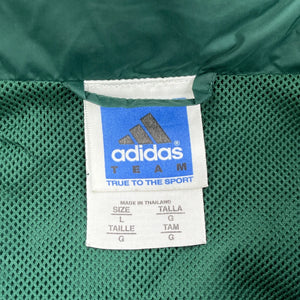 adidas
TEAM
TRUE TO THE SPORT
MADE IN THAILAND
SIZE TALLA
L G
TAILLE TAM
G G